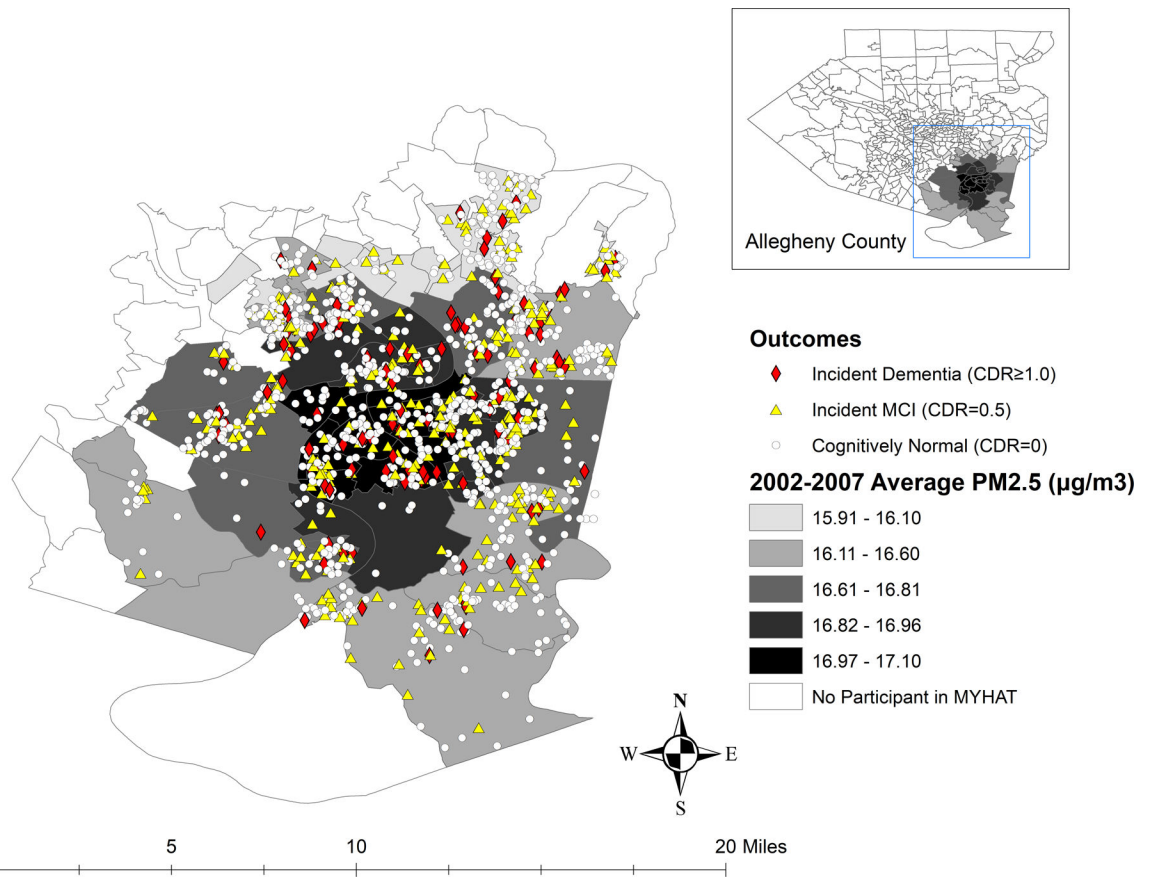 Allegheny County
Outcomes
Incident Dementia (CDR≥1.0)
Incident MCI (CDR=0.5)
Cognitively Normal (CDR=0)
2002-2007 Average PM2.5 (µg/m3)
15.91 - 16.10
16.11 - 16.60
16.61 - 16.81
16.82 - 16.96
16.97 - 17.10
No Participant in MYHAT
N
W E
S
5 10 20 Miles